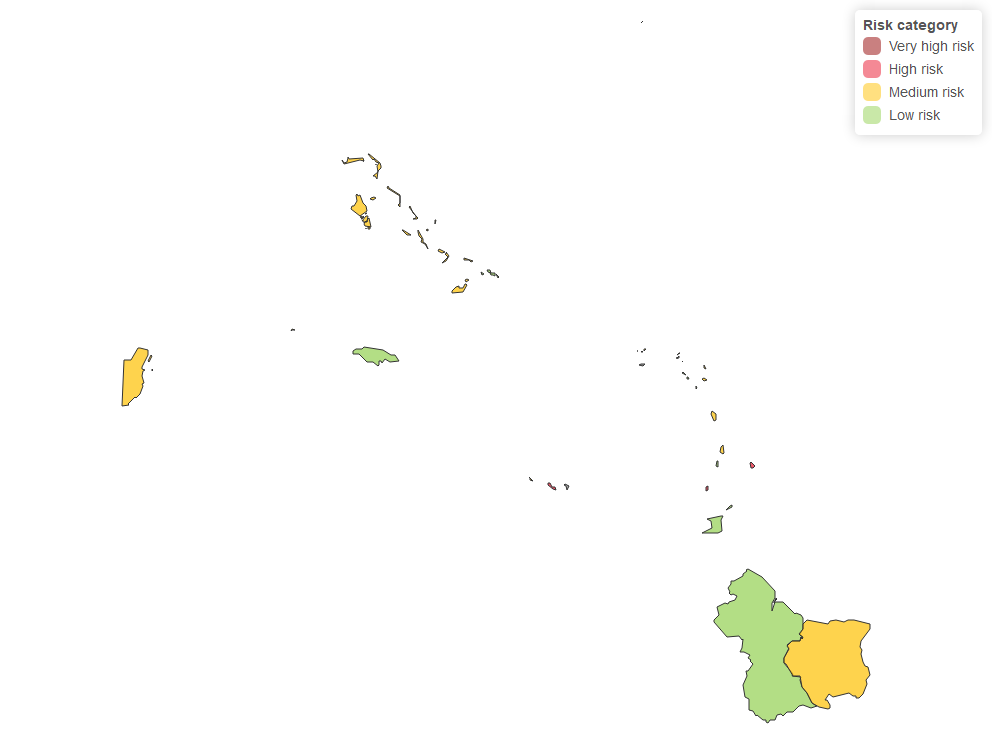 Risk category
Very high risk
High risk
Medium risk
Low risk